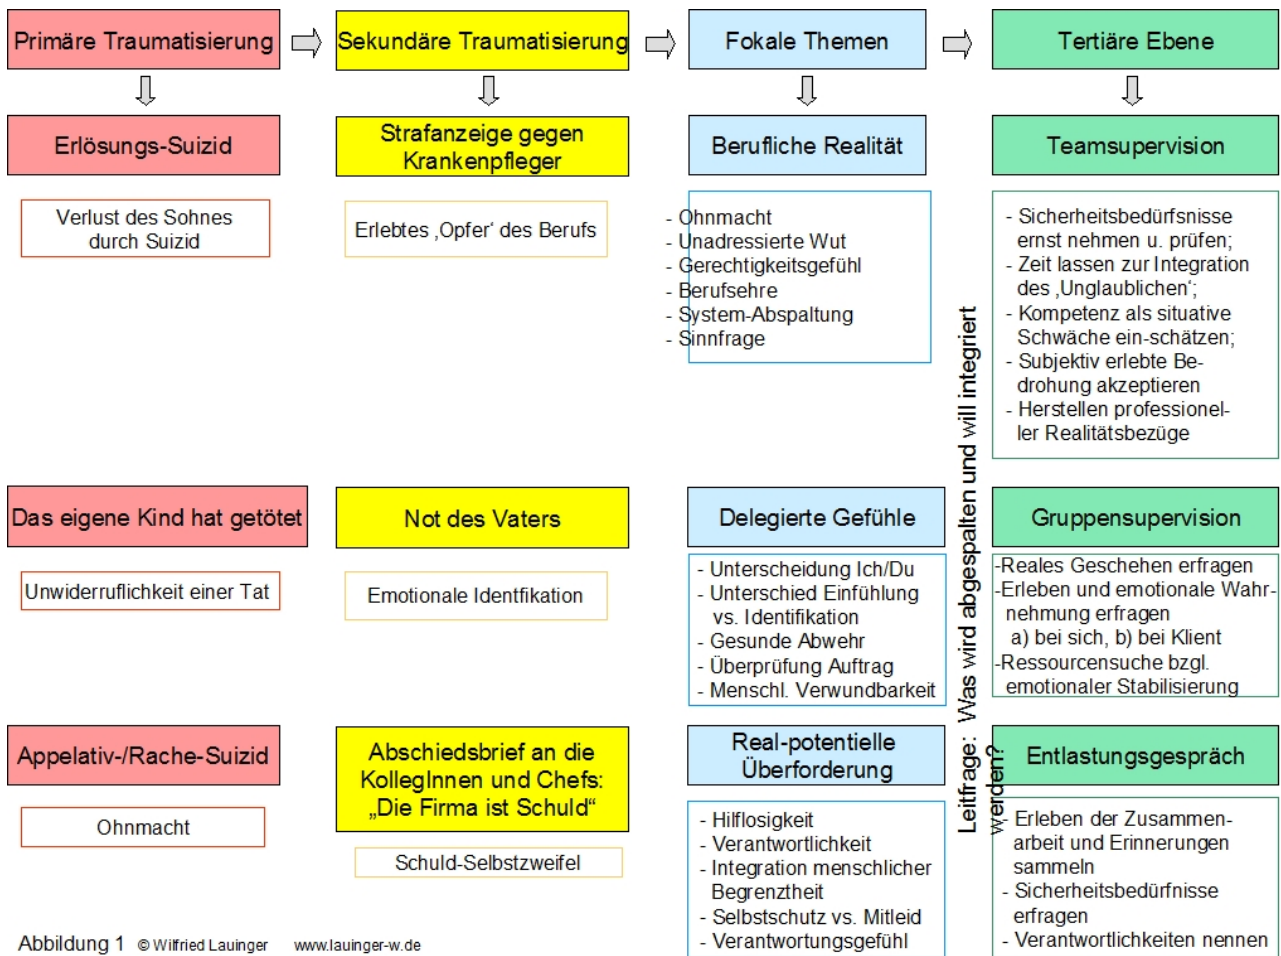 Primäre Traumatisierung
Sekundäre Traumatisierung
Fokale Themen
Tertiäre Ebene
Erlösungs-Suizid
Strafanzeige gegen
Krankenpfleger
Berufliche Realität
Teamsupervision
Verlust des Sohnes
durch Suizid
Erlebtes ‚Opfer‘ des Berufs
- Ohnmacht
- Unadressierte Wut
- Gerechtigkeitsgefühl
- Berufsehre
- System-Abspaltung
- Sinnfrage
- Sicherheitsbedürfsnisse
ernst nehmen u. prüfen;
- Zeit lassen zur Integration
des ‚Unglaublichen‘;
- Kompetenz als situative
Schwäche ein-schätzen;
- Subjektiv erlebte Be-
drohung akzeptieren
- Herstellen professionel-
ler Realitätsbezüge
Leitfrage: Was wird abgespalten und will integriert
werden?
Das eigene Kind hat getötet
Not des Vaters
Delegierte Gefühle
Gruppensupervision
Unwiderruflichkeit einer Tat
Emotionale Identfikation
- Unterscheidung Ich/Du
- Unterschied Einfühlung
vs. Identifikation
- Gesunde Abwehr
- Überprüfung Auftrag
- Menschl. Verwundbarkeit
-Reales Geschehen erfragen
-Erleben und emotionale Wahr-
nehmung erfragen
a) bei sich, b) bei Klient
-Ressourcensuche bzgl.
emotionaler Stabilisierung
Appelativ-/Rache-Suizid
Abschiedsbrief an die
KollegInnen und Chefs:
„Die Firma ist Schuld“
Real-potentielle
Überforderung
Entlastungsgespräch
Ohnmacht
Schuld-Selbstzweifel
- Hilflosigkeit
- Verantwortlichkeit
- Integration menschlicher
Begrenztheit
- Selbstschutz vs. Mitleid
- Verantwortungsgefühl
- Erleben der Zusammen-
arbeit und Erinnerungen
sammeln
- Sicherheitsbedürfnisse
erfragen
- Verantwortlichkeiten nennen
Abbildung 1 © Wilfried Lauinger www.lauinger-w.de